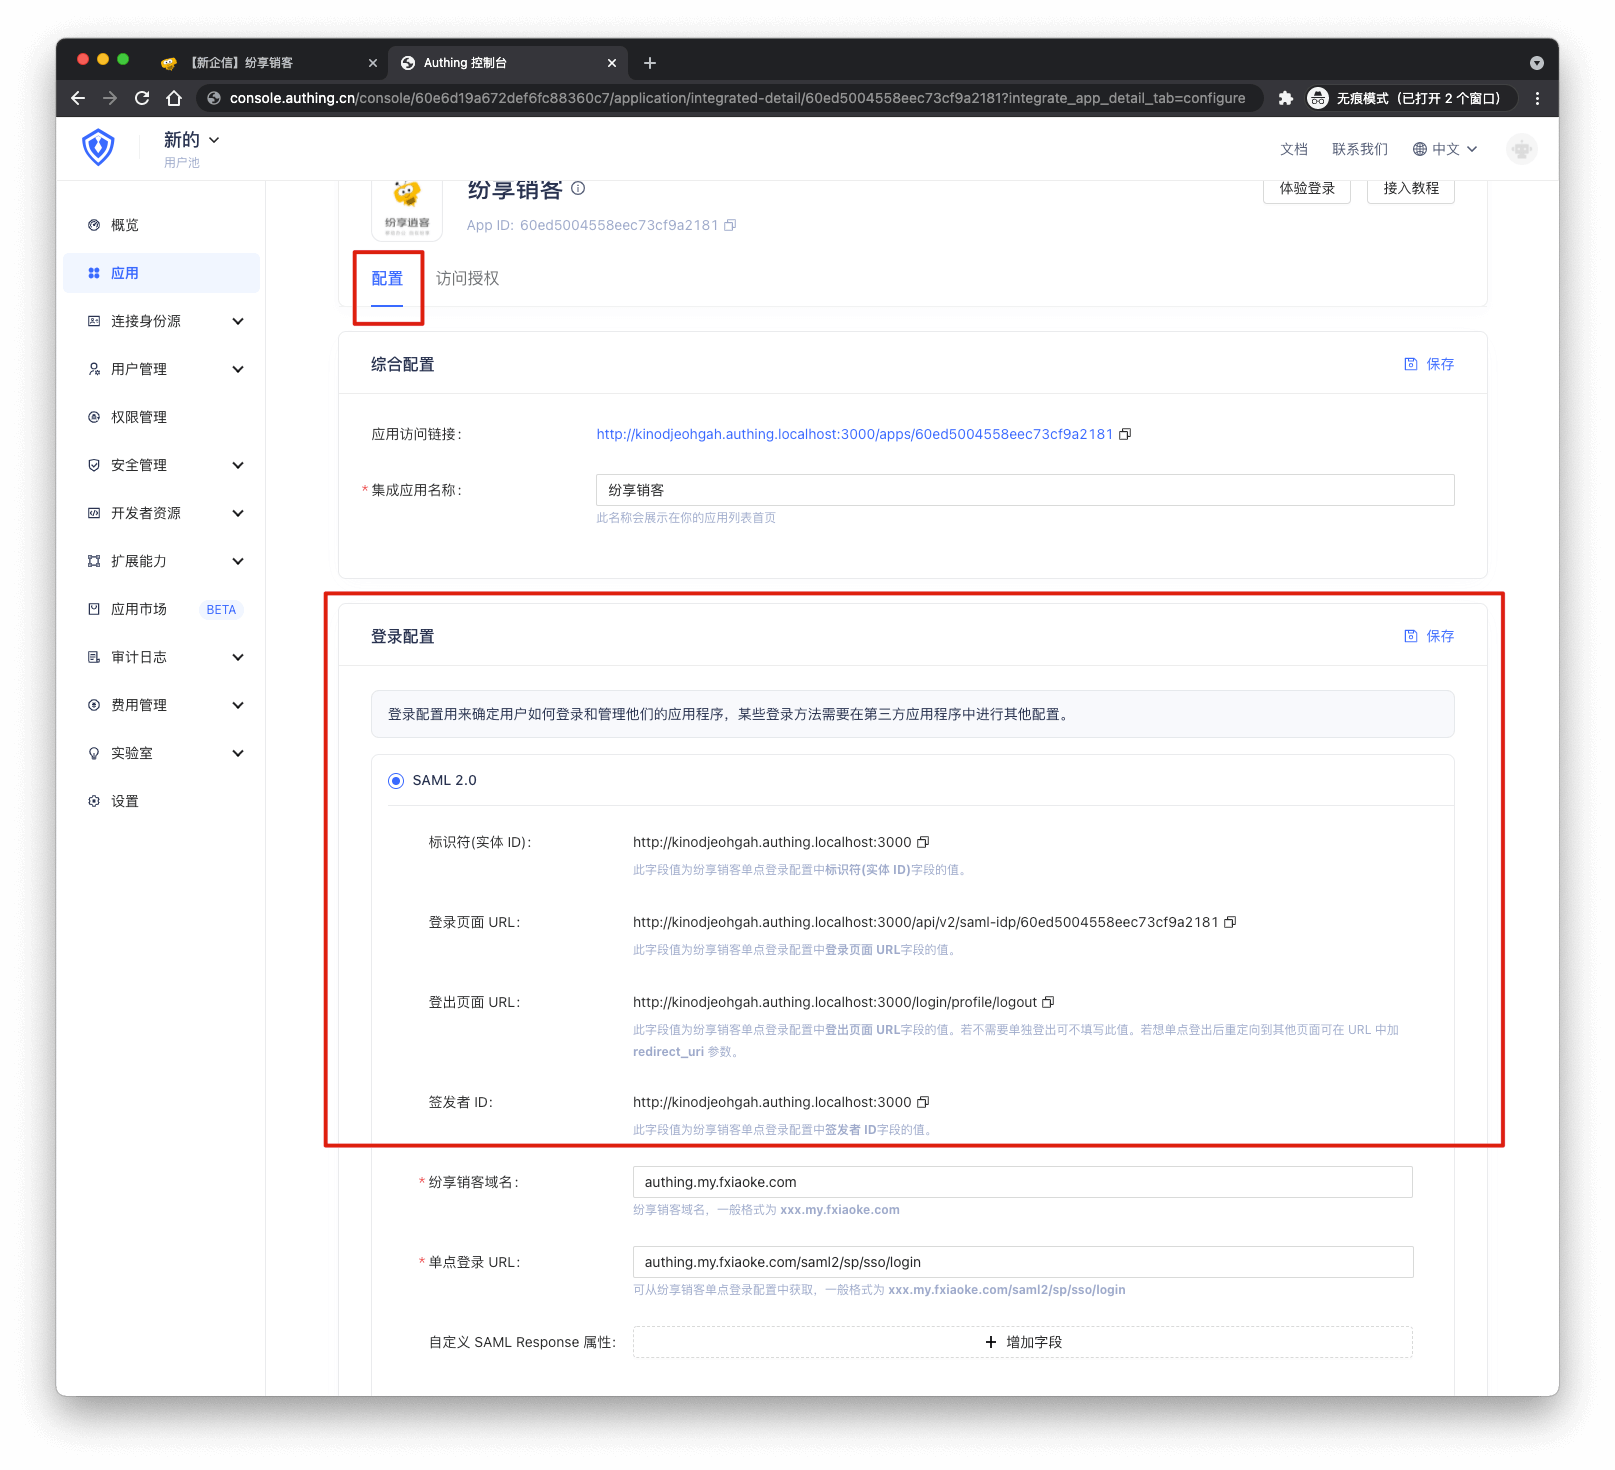 【新企信】纷享销客
Authing 控制台
console.authing.cn/console/60e6d19a672def6fc88360c7/application/integrated-detail/60ed5004558eec73cf9a2181?integrate_app_detail_tab=configure
无痕模式（已打开 2 个窗口）
新的
用户池
文档
联系我们
中文
概览
应用
连接身份源
用户管理
权限管理
安全管理
开发者资源
扩展能力
应用市场 BETA
审计日志
费用管理
实验室
设置
纷享逍客
纷享销客
体验登录
接入教程
App ID: 60ed5004558eec73cf9a2181
配置
访问授权
综合配置
保存
应用访问链接：
http://kinodjeohgah.authing.localhost:3000/apps/60ed5004558eec73cf9a2181
* 集成应用名称：
纷享销客
此名称会展示在你的应用列表首页
登录配置
保存
登录配置用来确定用户如何登录和管理他们的应用程序，某些登录方法需要在第三方应用程序中进行其他配置。
SAML 2.0
标识符(实体 ID)：
http://kinodjeohgah.authing.localhost:3000
此字段值为纷享销客单点登录配置中标识符(实体 ID)字段的值。
登录页面 URL：
http://kinodjeohgah.authing.localhost:3000/api/v2/saml-idp/60ed5004558eec73cf9a2181
此字段值为纷享销客单点登录配置中登录页面 URL字段的值。
登出页面 URL：
http://kinodjeohgah.authing.localhost:3000/login/profile/logout
此字段值为纷享销客单点登录配置中登出页面 URL字段的值。若不需要单独登出可不填写此值。若想单点登出后重定向到其他页面可在 URL 中加
redirect_uri 参数。
签发者 ID：
http://kinodjeohgah.authing.localhost:3000
此字段值为纷享销客单点登录配置中签发者 ID字段的值。
* 纷享销客域名：
authing.my.fxiaoke.com
纷享销客域名，一般格式为 xxx.my.fxiaoke.com
* 单点登录 URL：
authing.my.fxiaoke.com/saml2/sp/sso/login
可从纷享销客单点登录配置中获取，一般格式为 xxx.my.fxiaoke.com/saml2/sp/sso/login
自定义 SAML Response 属性：
增加字段